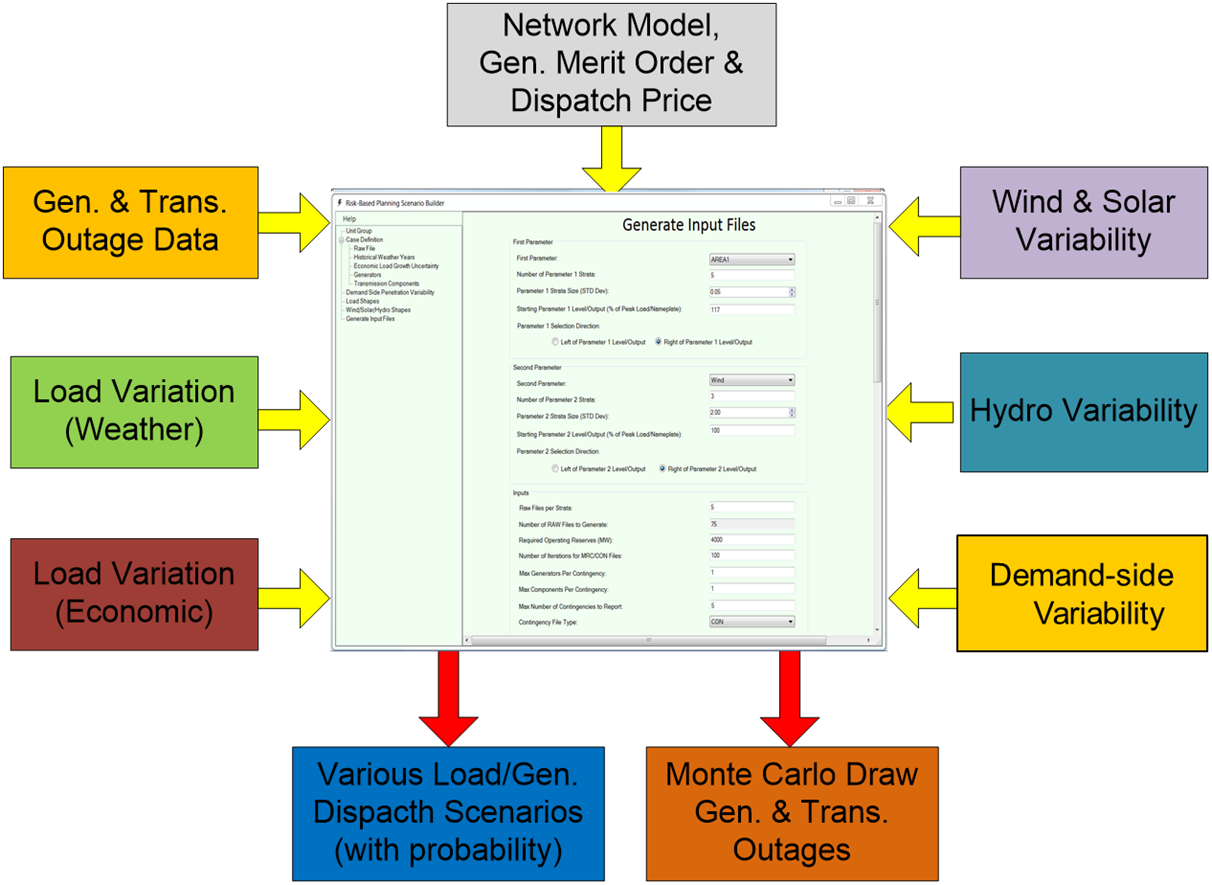 Network Model,
Gen. Merit Order &
Dispatch Price
Gen. & Trans.
Outage Data
Load Variation
(Weather)
Load Variation
(Economic)
Risk-Based Planning Scenario Builder
Help
Unit Group
Case Definition
Raw File
Historical Weather Years
Economic Load Growth Uncertainty
Generators
Transmission Components
Demand Side Penetration Variability
Load Shapes
Wind/Solar/Hydro Shapes
Generate Input Files
Generate Input Files
First Parameter
First Parameter: AREA1
Number of Parameter 1 Strata: 5
Parameter 1 Strata Size (STD Dev): 0.05
Starting Parameter 1 Level/Output (% of Peak Load/Nameplate): 117
Parameter 1 Selection Direction:
Left of Parameter 1 Level/Output Right of Parameter 1 Level/Output
Second Parameter
Second Parameter: Wind
Number of Parameter 2 Strata: 3
Parameter 2 Strata Size (STD Dev): 2.00
Starting Parameter 2 Level/Output (% of Peak Load/Nameplate): 100
Parameter 2 Selection Direction:
Left of Parameter 2 Level/Output Right of Parameter 2 Level/Output
Inputs
Raw Files per Strata: 5
Number of RAW Files to Generate: 75
Required Operating Reserves (MW): 4000
Number of Iterations for MRC/CON Files: 100
Max Generators Per Contingency: 1
Max Components Per Contingency: 1
Max Number of Contingencies to Report: 5
Contingency File Type: CON
Wind & Solar
Variability
Hydro Variability
Demand-side
Variability
Various Load/Gen.
Dispacth Scenarios
(with probability)
Monte Carlo Draw
Gen. & Trans.
Outages